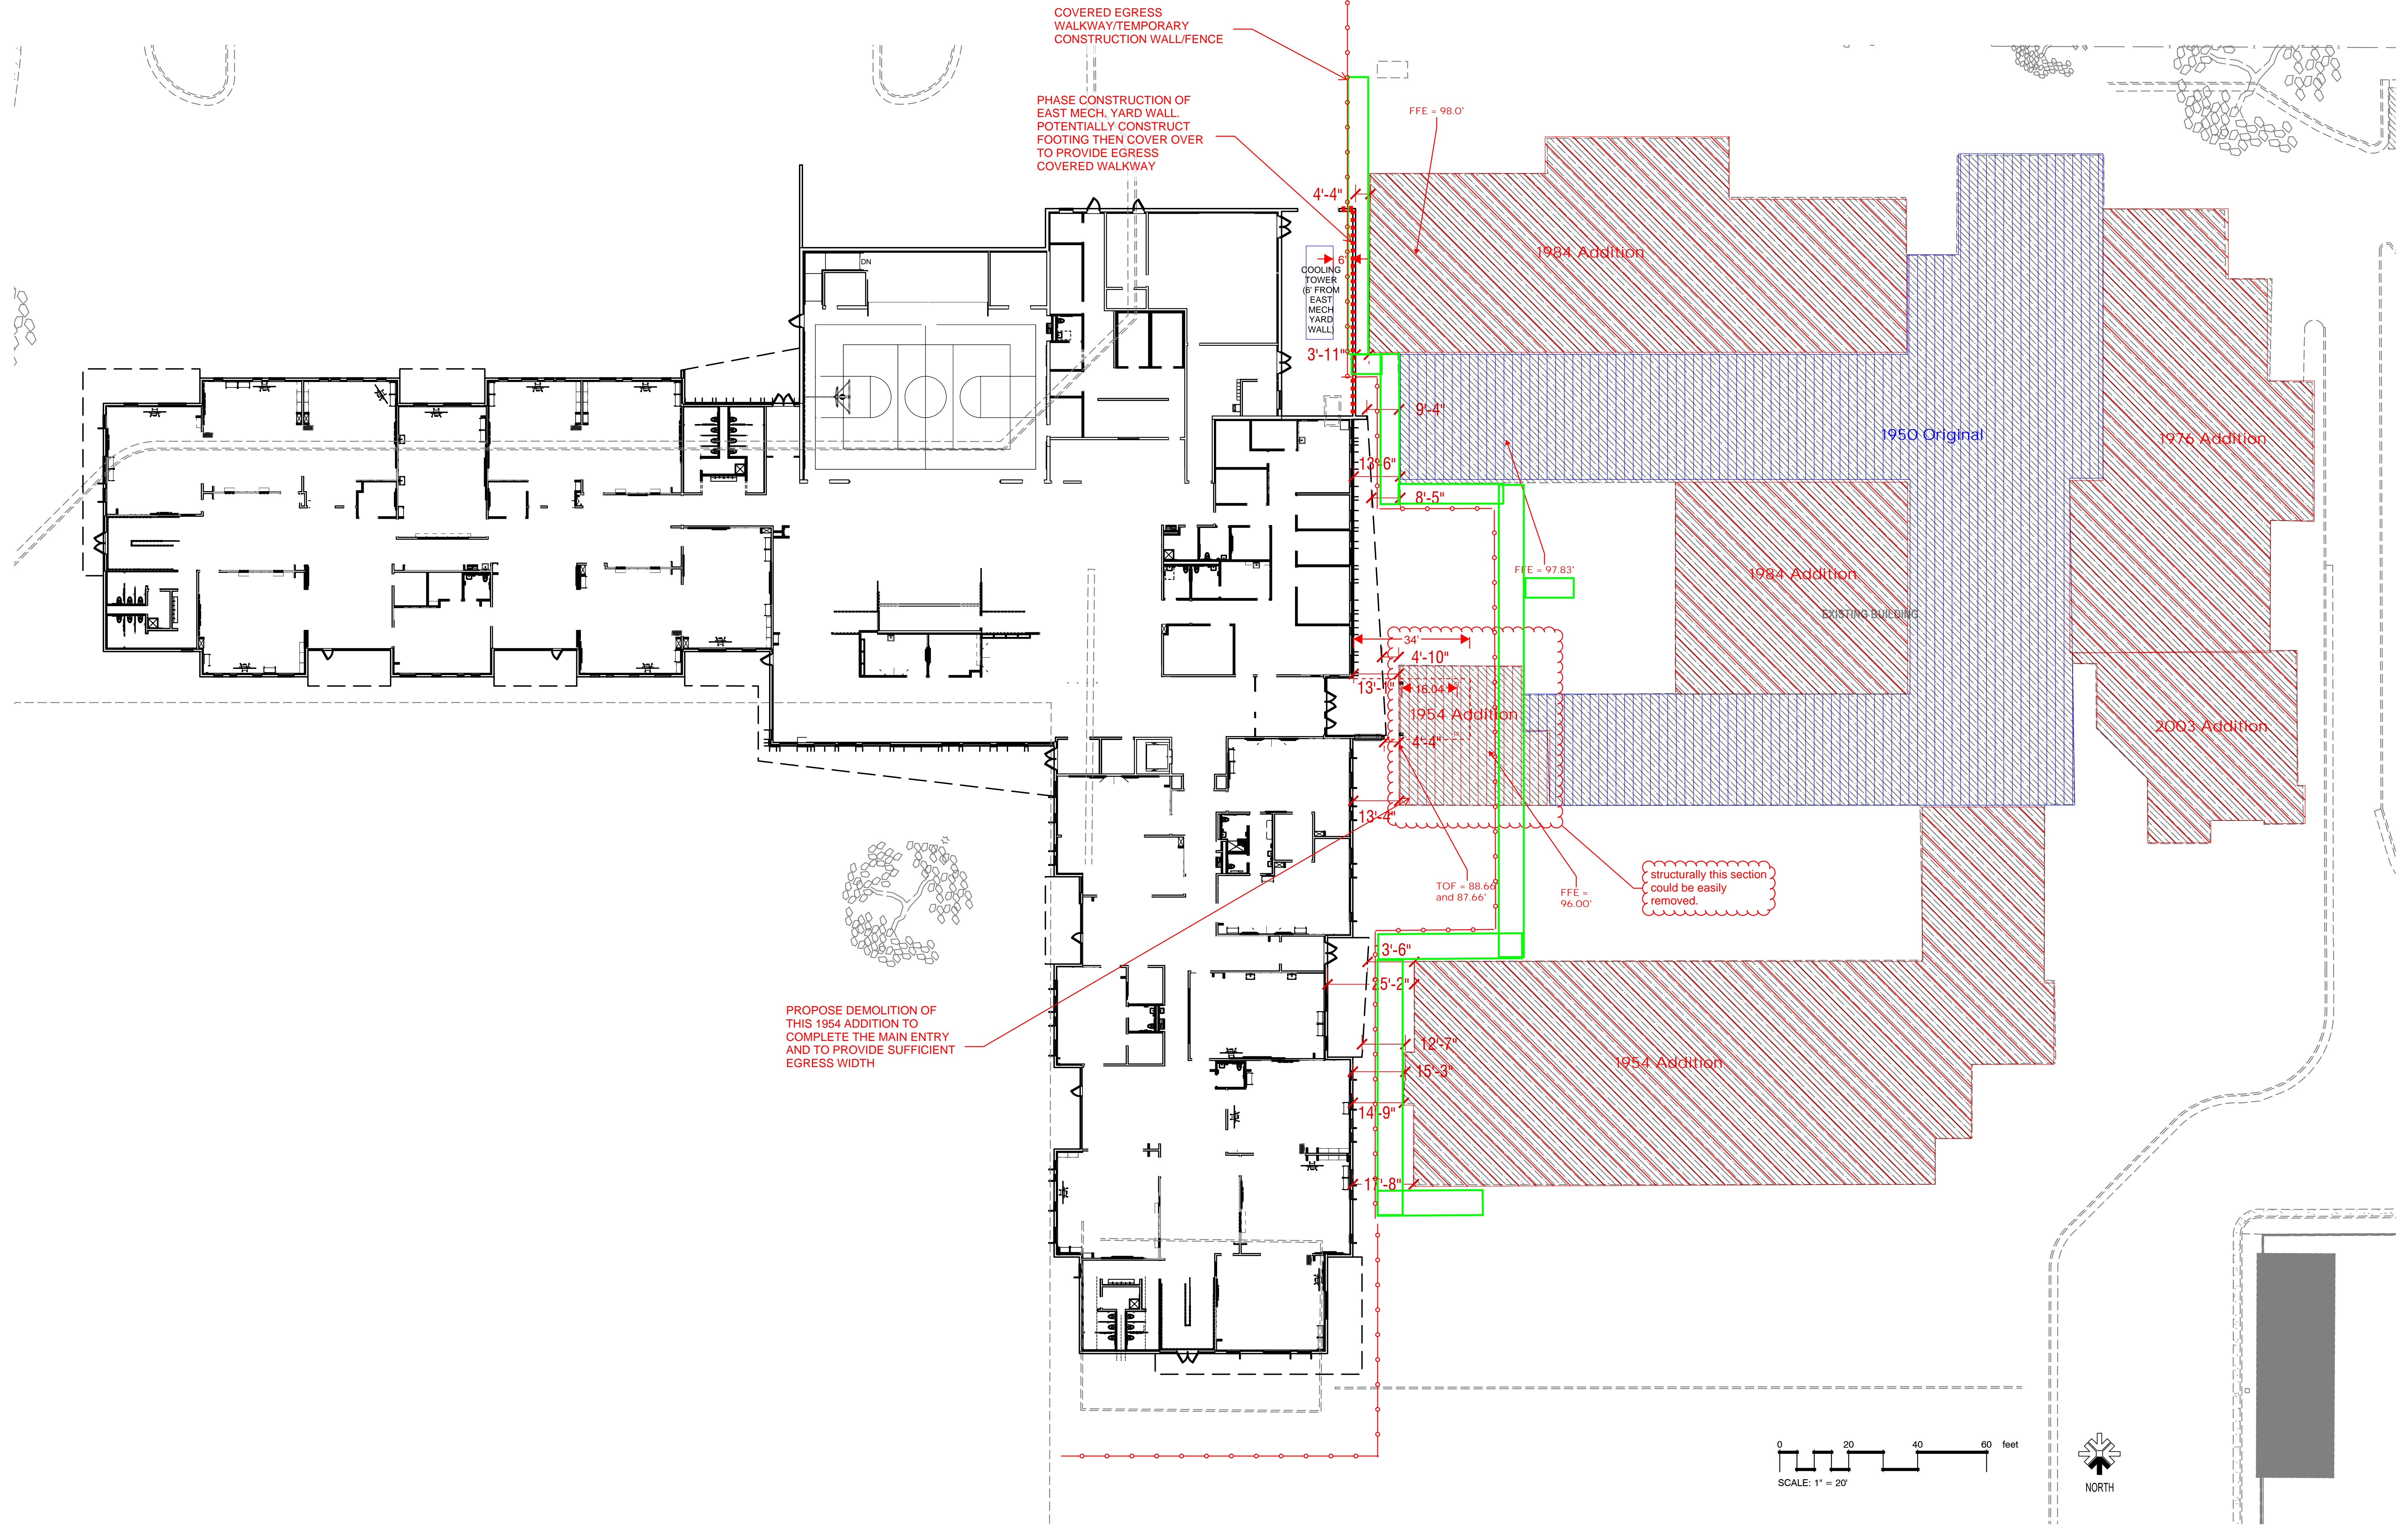 COVERED EGRESS
WALKWAY/TEMPORARY
CONSTRUCTION WALL/FENCE
PHASE CONSTRUCTION OF
EAST MECH. YARD WALL.
POTENTIALLY CONSTRUCT
FOOTING THEN COVER OVER
TO PROVIDE EGRESS
COVERED WALKWAY
FFE = 98.0'
4'-4"
1984 Addition
DN
6'
COOLING
TOWER
(6' FROM
EAST
MECH
YARD
WALL)
3'-11"
9'-4"
1950 Original
1976 Addition
13'-6"
8'-5"
FFE = 97.83'
1984 Addition
EXISTING BUILDING
34'
4'-10"
13'-1"
16.04'
1954 Addition
2003 Addition
4'-4"
13'-4"
structurally this section
could be easily
removed.
TOF = 88.66'
and 87.66'
FFE =
96.00'
3'-6"
25'-2"
PROPOSE DEMOLITION OF
THIS 1954 ADDITION TO
COMPLETE THE MAIN ENTRY
AND TO PROVIDE SUFFICIENT
EGRESS WIDTH
12'-7"
1954 Addition
15'-3"
14'-9"
17'-8"
0 20 40 60 feet
SCALE: 1" = 20'
NORTH